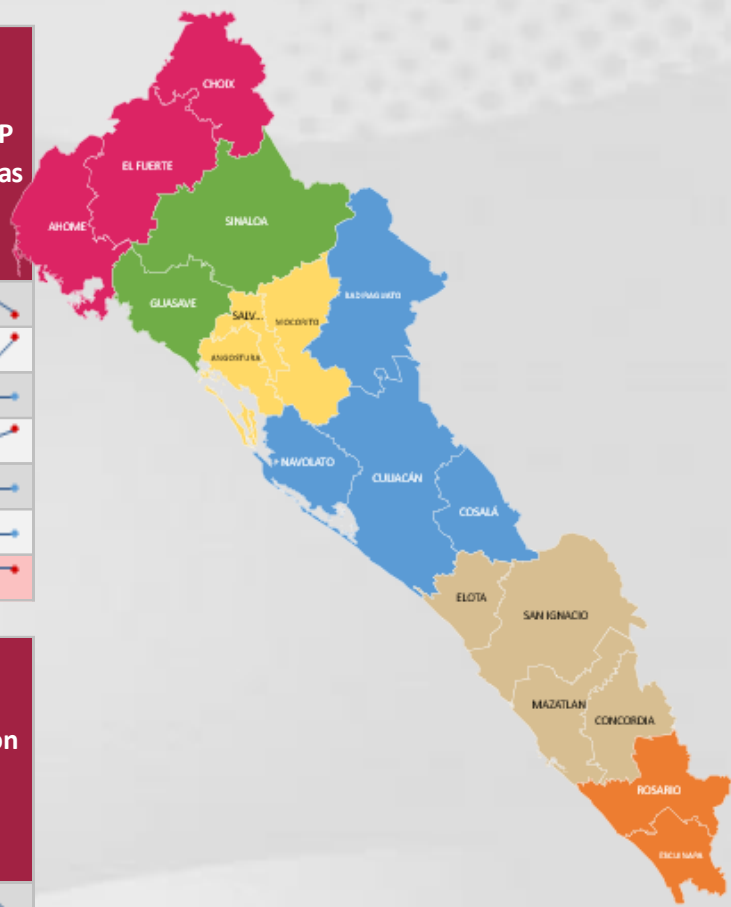 P
as
on
CHOIX
EL FUERTE
AHOME
SINALOA
GUASAVE
SALV...
MOCORITO
BADIRAGUATO
ANGOSTURA
NAVOLATO
CULIACÁN
COSALÁ
ELOTA
SAN IGNACIO
MAZATLAN
CONCORDIA
ROSARIO
ESCUINAPA